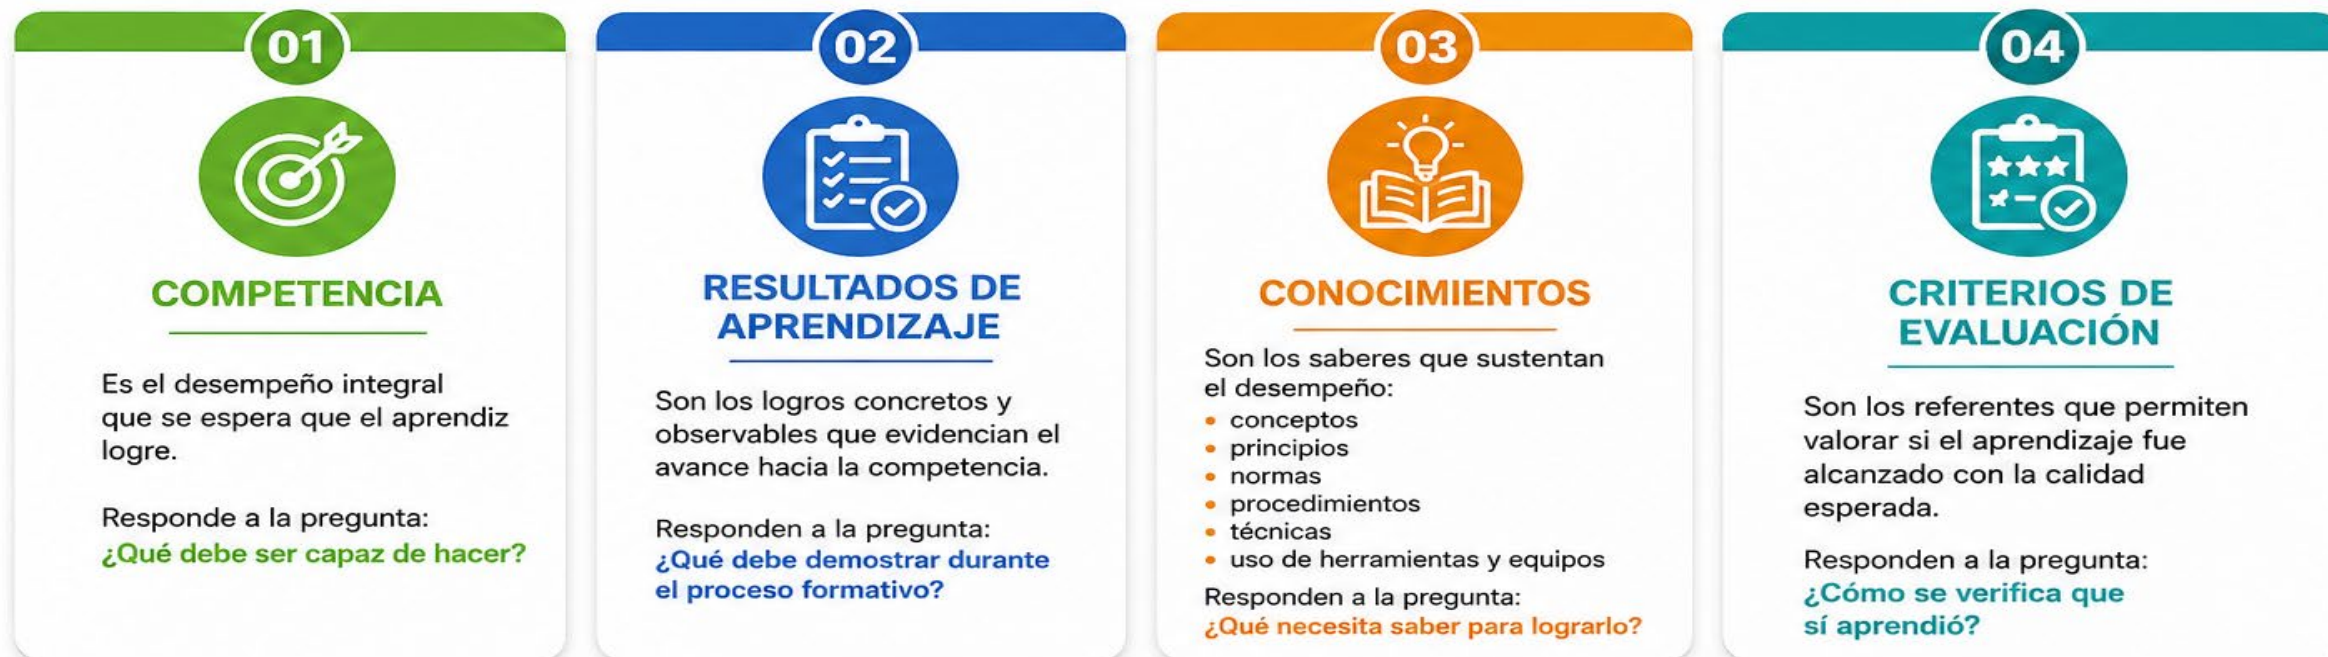 01
COMPETENCIA
Es el desempeño integral
que se espera que el aprendiz
logre.
Responde a la pregunta:
¿Qué debe ser capaz de hacer?
02
RESULTADOS DE
APRENDIZAJE
Son los logros concretos y
observables que evidencian el
avance hacia la competencia.
Responden a la pregunta:
¿Qué debe demostrar durante
el proceso formativo?
03
CONOCIMIENTOS
Son los saberes que sustentan
el desempeño:
• conceptos
• principios
• normas
• procedimientos
• técnicas
• uso de herramientas y equipos
Responden a la pregunta:
¿Qué necesita saber para lograrlo?
04
CRITERIOS DE
EVALUACIÓN
Son los referentes que permiten
valorar si el aprendizaje fue
alcanzado con la calidad
esperada.
Responden a la pregunta:
¿Cómo se verifica que
sí aprendió?